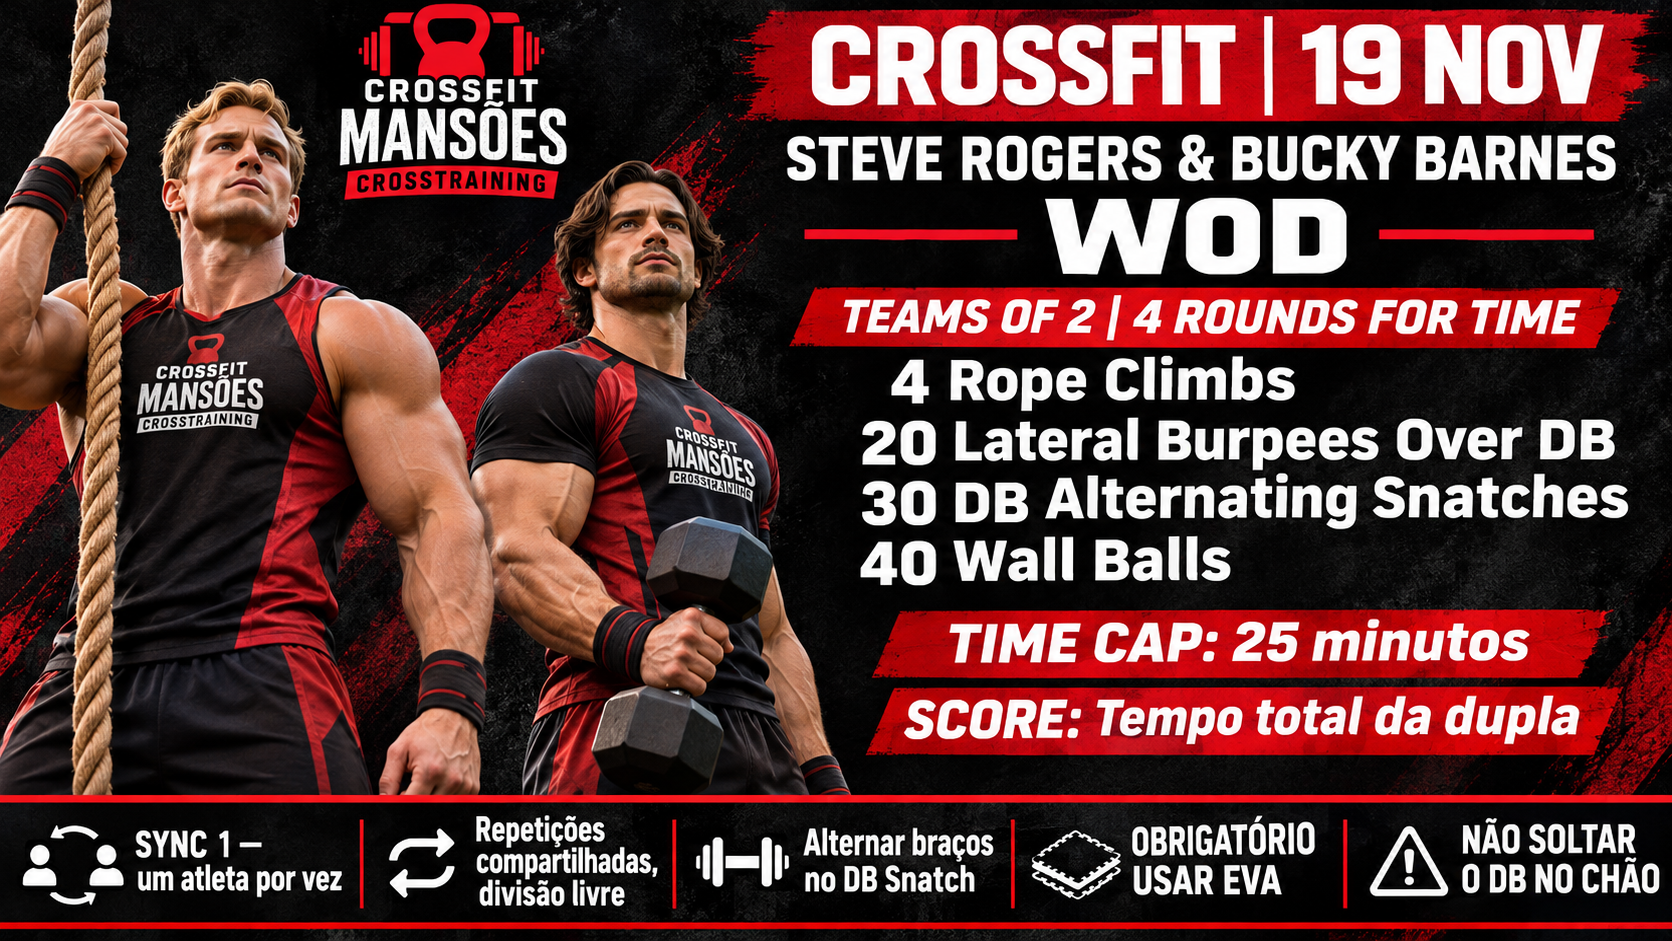 CROSSFIT
MANSÕES
CROSSTRAINING
CROSSFIT
MANSÕES
CROSSTRAINING
CROSSFIT
MANSÕES
CROSSTRAINING
CROSSFIT | 19 NOV
STEVE ROGERS & BUCKY BARNES
WOD
TEAMS OF 2 | 4 ROUNDS FOR TIME
4 Rope Climbs
20 Lateral Burpees Over DB
30 DB Alternating Snatches
40 Wall Balls
TIME CAP: 25 minutos
SCORE: Tempo total da dupla
SYNC 1 –
um atleta por vez
Repetições
compartilhadas,
divisão livre
Alternar braços
no DB Snatch
OBRIGATÓRIO
USAR EVA
NÃO SOLTAR
O DB NO CHÃO